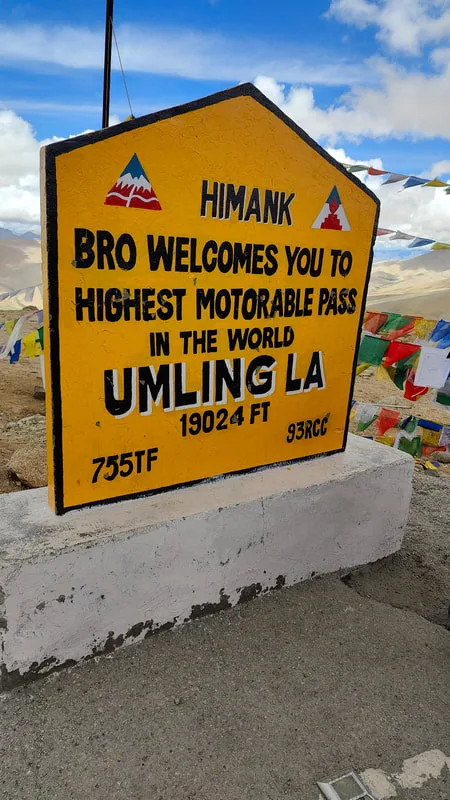 HIMANK
BRO WELCOMES YOU TO
HIGHEST MOTORABLE PASS
IN THE WORLD
UMLING LA
19024 FT
755TF
93RCC